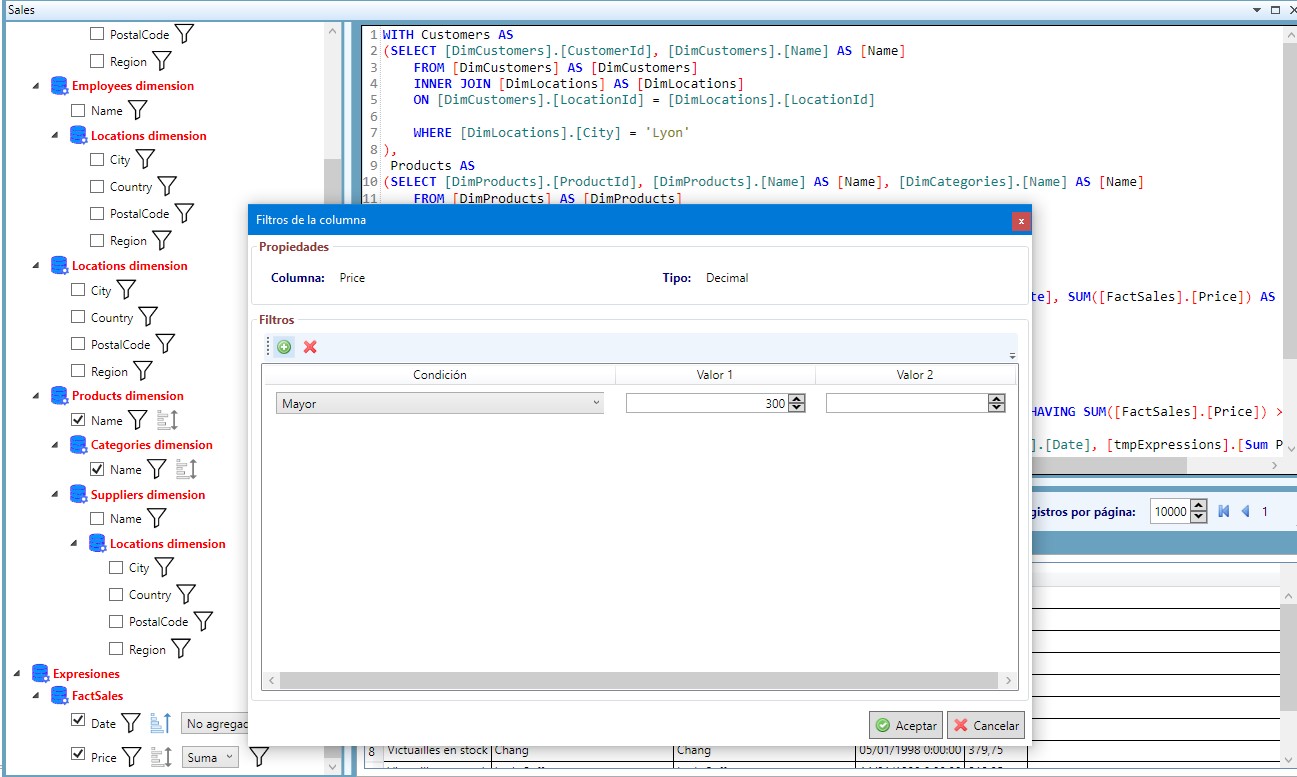 Sales
PostalCode
Region
Employees dimension
Name
Locations dimension
City
Country
PostalCode
Region
Locations dimension
City
Country
PostalCode
Region
Products dimension
Name
Categories dimension
Name
Suppliers dimension
Name
Locations dimension
City
Country
PostalCode
Region
Expresiones
FactSales
Date No agregac
Price Suma
1 WITH Customers AS
2 (SELECT [DimCustomers].[CustomerId], [DimCustomers].[Name] AS [Name]
3 FROM [DimCustomers] AS [DimCustomers]
4 INNER JOIN [DimLocations] AS [DimLocations]
5 ON [DimCustomers].[LocationId] = [DimLocations].[LocationId]
6
7 WHERE [DimLocations].[City] = 'Lyon'
8 ),
9 Products AS
10 (SELECT [DimProducts].[ProductId], [DimProducts].[Name] AS [Name], [DimCategories].[Name] AS [Name]
11 FROM [DimProducts] AS [DimProducts]
te], SUM([FactSales].[Price]) AS
HAVING SUM([FactSales].[Price]) >
].[Date], [tmpExpressions].[Sum P
Filtros de la columna
x
Propiedades
Columna: Price Tipo: Decimal
Filtros
Condición Valor 1 Valor 2
Mayor 300
Aceptar Cancelar
gistros por página: 10000 1
8 Victuailles en stock Chang Chang 05/01/1998 0:00:00 379,75